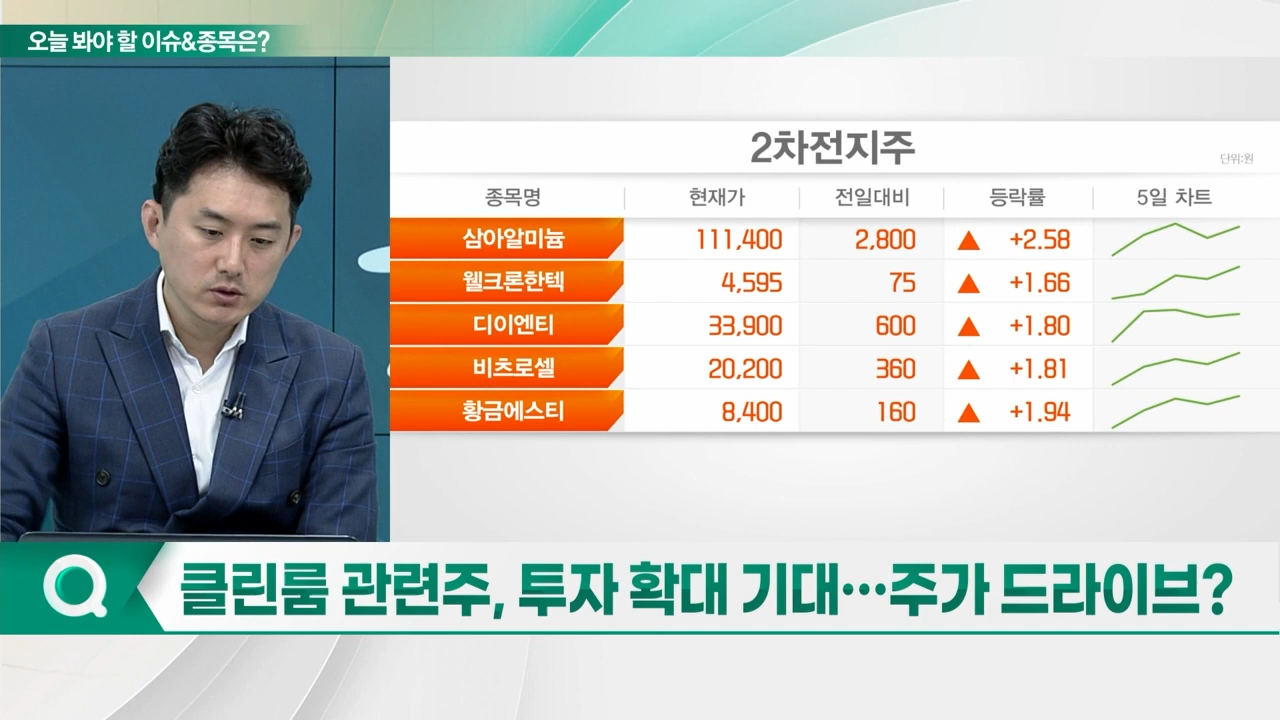 오늘 봐야 할 이슈&종목은?
2차전지주
단위:원
종목명 현재가 전일대비 등락률 5일 차트
삼아알미늄 111,400 2,800 ▲ +2.58
웰크론한텍 4,595 75 ▲ +1.66
디이엔티 33,900 600 ▲ +1.80
비츠로셀 20,200 360 ▲ +1.81
황금에스티 8,400 160 ▲ +1.94
클린룸 관련주, 투자 확대 기대…주가 드라이브?